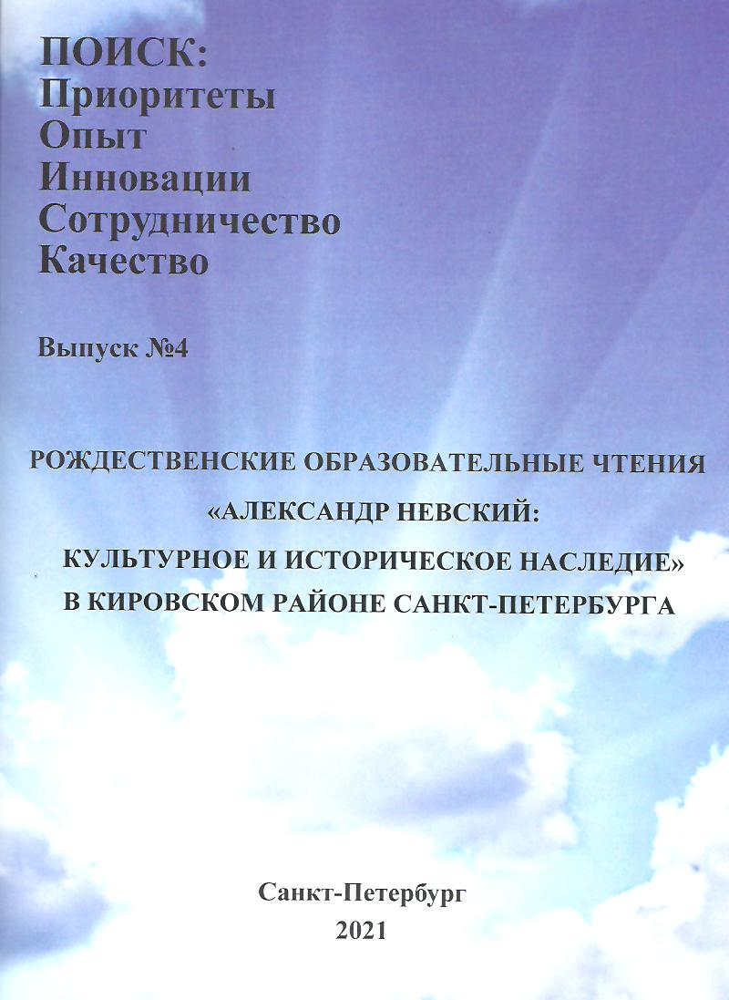 ПОИСК:
Приоритеты
Опыт
Инновации
Сотрудничество
Качество
Выпуск №4
РОЖДЕСТВЕНСКИЕ ОБРАЗОВАТЕЛЬНЫЕ ЧТЕНИЯ
«АЛЕКСАНДР НЕВСКИЙ:
КУЛЬТУРНОЕ И ИСТОРИЧЕСКОЕ НАСЛЕДИЕ»
В КИРОВСКОМ РАЙОНЕ САНКТ-ПЕТЕРБУРГА
Санкт-Петербург
2021